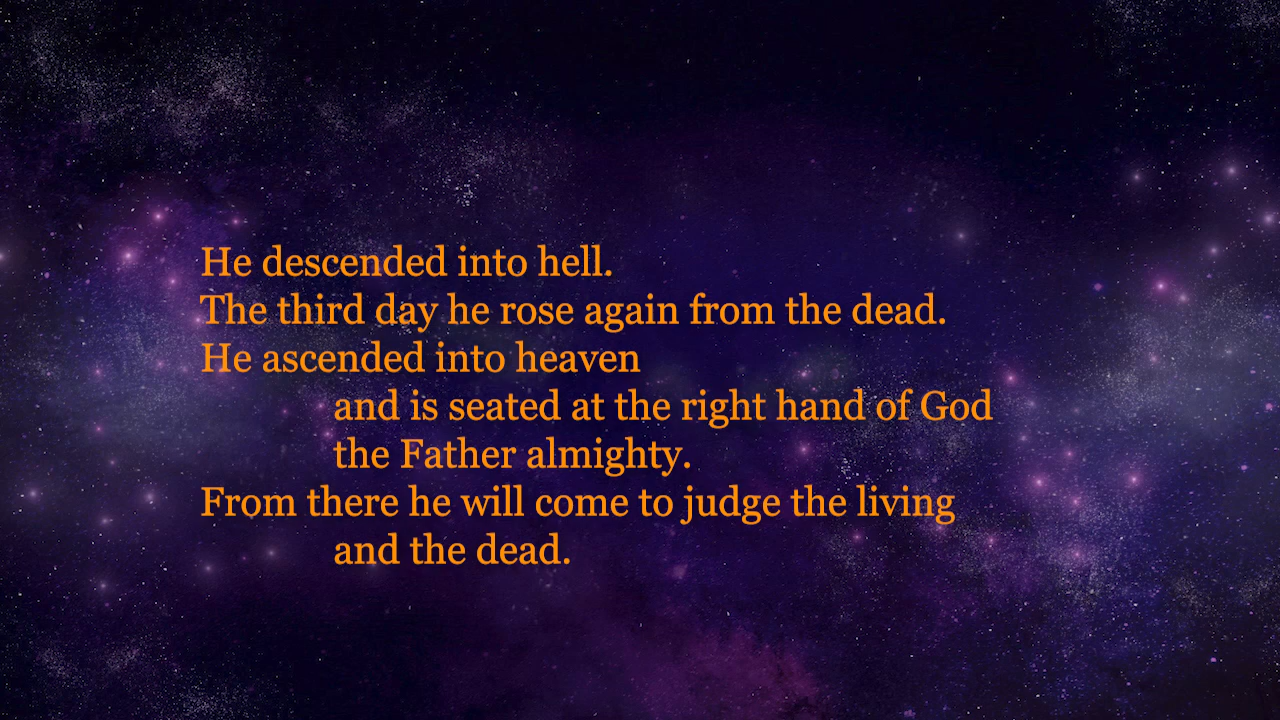 He descended into hell.
The third day he rose again from the dead.
He ascended into heaven
and is seated at the right hand of God
the Father almighty.
From there he will come to judge the living
and the dead.